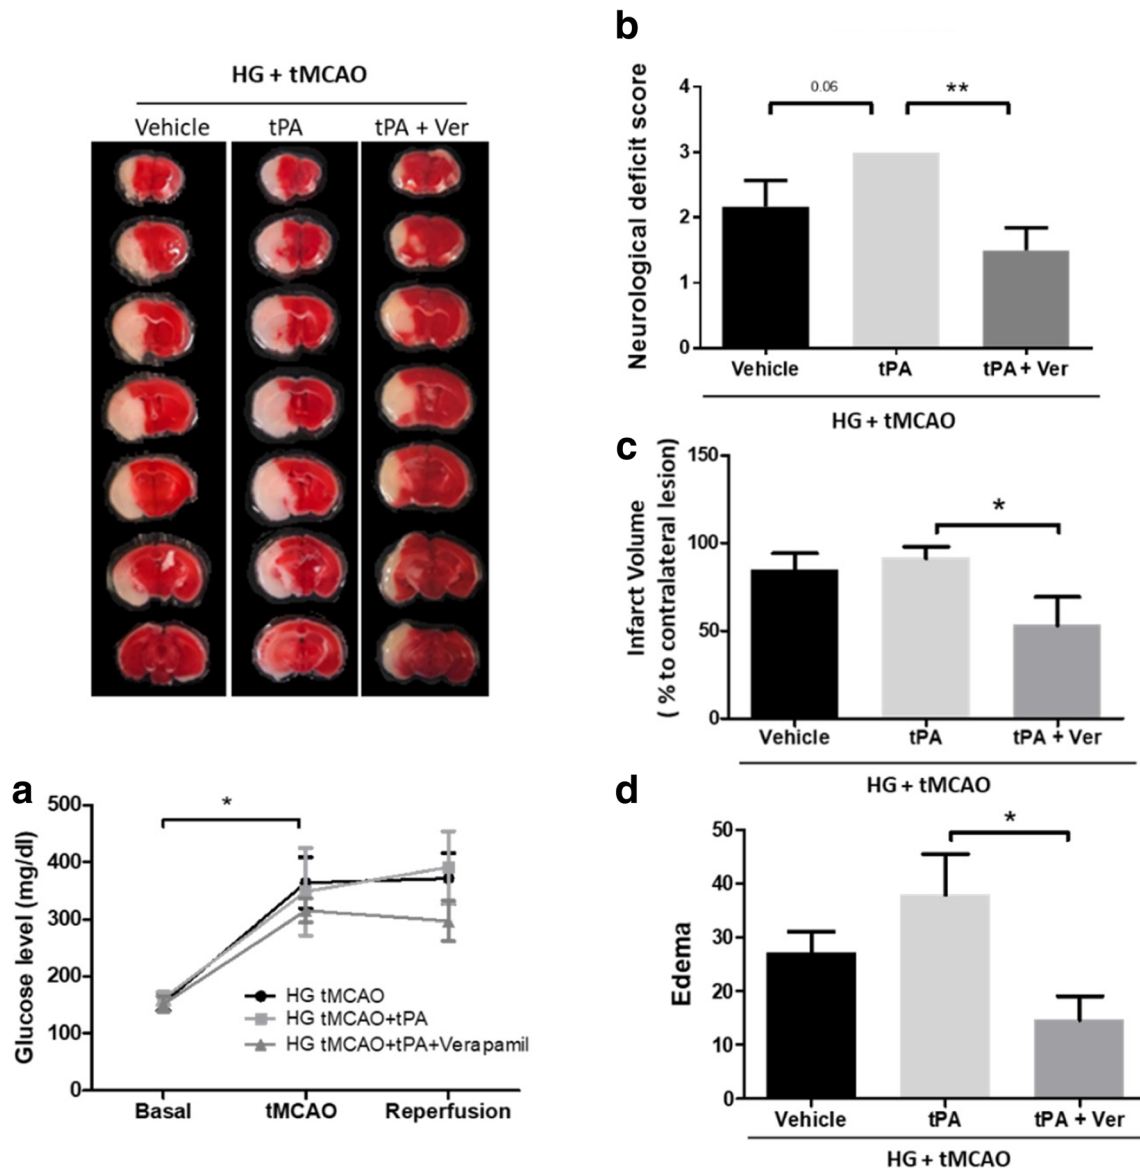 HG + tMCAO
Vehicle tPA tPA + Ver
b
Neurological deficit score
4
3
2
1
0
0.06 **
Vehicle tPA tPA + Ver
HG + tMCAO
c
Infarct Volume
( % to contralateral lesion)
150
100
50
0
*
Vehicle tPA tPA + Ver
HG + tMCAO
a
Glucose level (mg/dl)
500
400
300
200
100
0
*
HG tMCAO
HG tMCAO+tPA
HG tMCAO+tPA+Verapamil
Basal tMCAO Reperfusion
d
Edema
50
40
30
20
10
0
*
Vehicle tPA tPA + Ver
HG + tMCAO